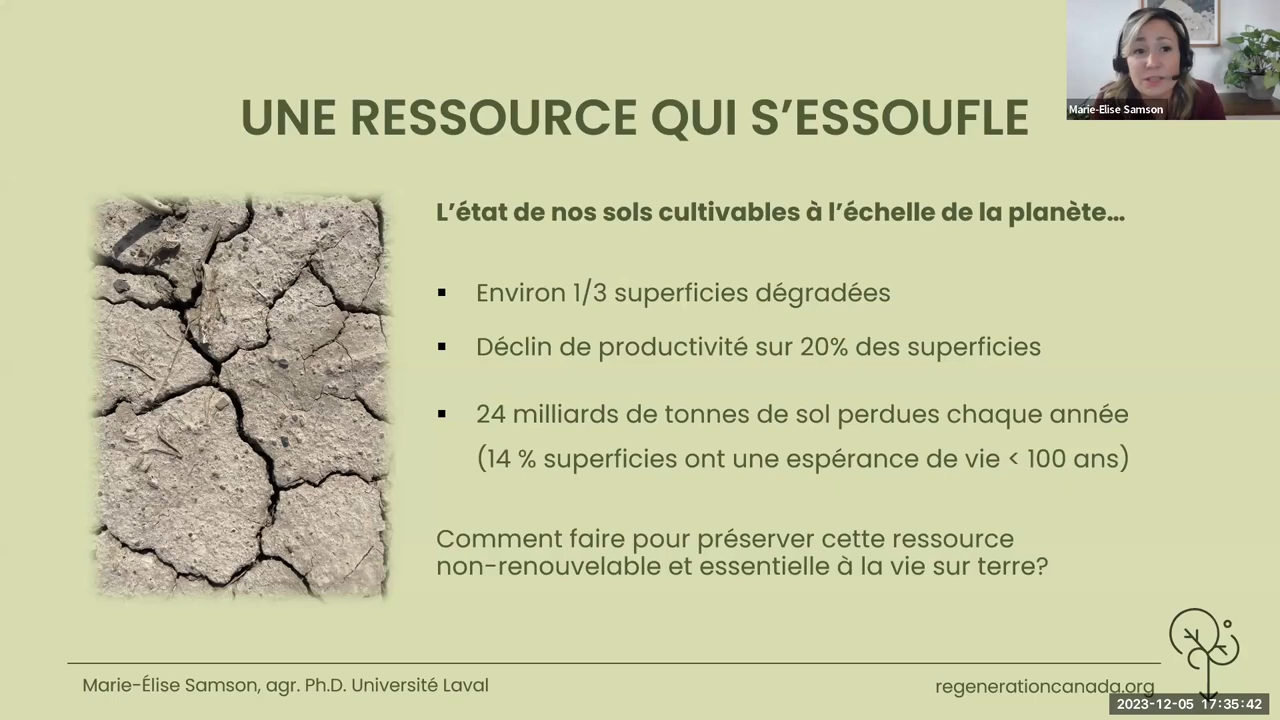 Marie-Elise Samson
UNE RESSOURCE QUI S’ESSOUFLE
L’état de nos sols cultivables à l’échelle de la planète…
▪ Environ 1/3 superficies dégradées
▪ Déclin de productivité sur 20% des superficies
▪ 24 milliards de tonnes de sol perdues chaque année
(14 % superficies ont une espérance de vie < 100 ans)
Comment faire pour préserver cette ressource
non-renouvelable et essentielle à la vie sur terre?
Marie-Élise Samson, agr. Ph.D. Université Laval
regenerationcanada.org
2023-12-05 17:35:42